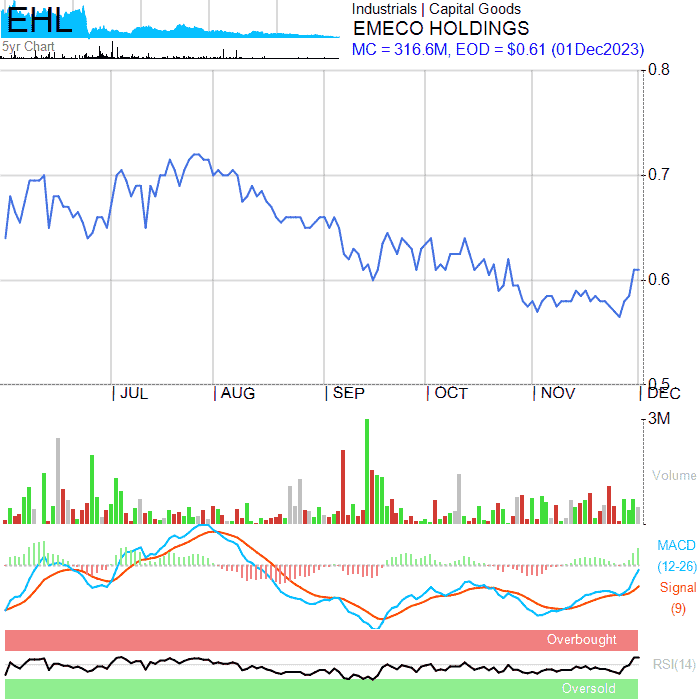 EHL
5yr Chart
Industrials | Capital Goods
EMECO HOLDINGS
MC = 316.6M, EOD = $0.61 (01Dec2023)
0.8
0.7
0.6
0.5
JUL AUG SEP OCT NOV DEC
3M
Volume
MACD
(12-26)
Signal
(9)
Overbought
RSI(14)
Oversold